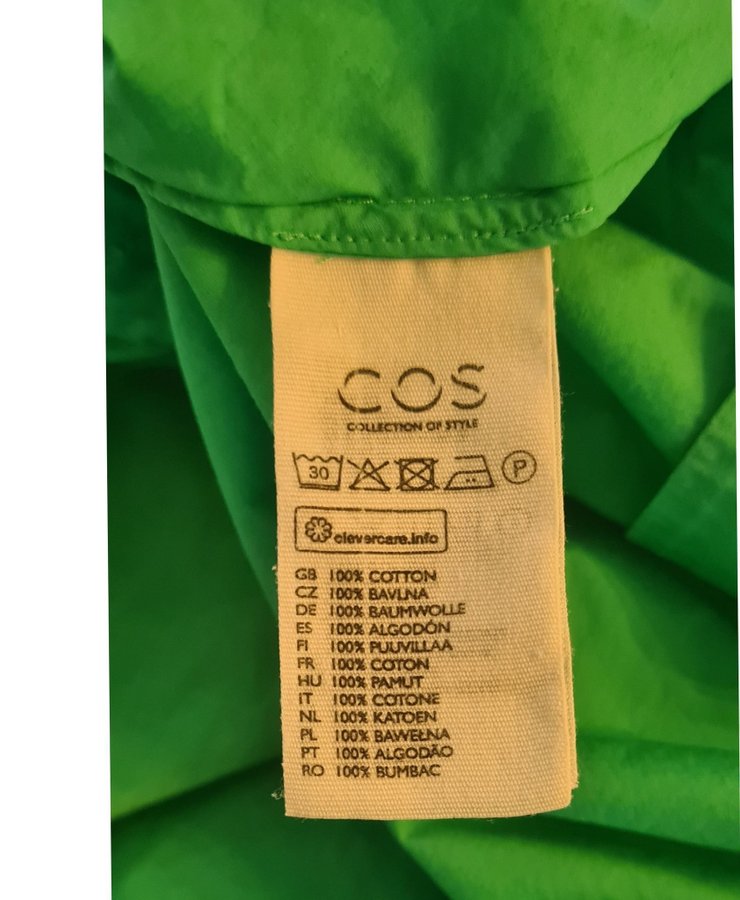 COS
COLLECTION OF STYLE
30 P
clevercare.info
GB 100% COTTON
CZ 100% BAVLNA
DE 100% BAUMWOLLE
ES 100% ALGODÓN
FI 100% PUUVILLAA
FR 100% COTON
HU 100% PAMUT
IT 100% COTONE
NL 100% KATOEN
PL 100% BAWEŁNA
PT 100% ALGODÃO
RO 100% BUMBAC